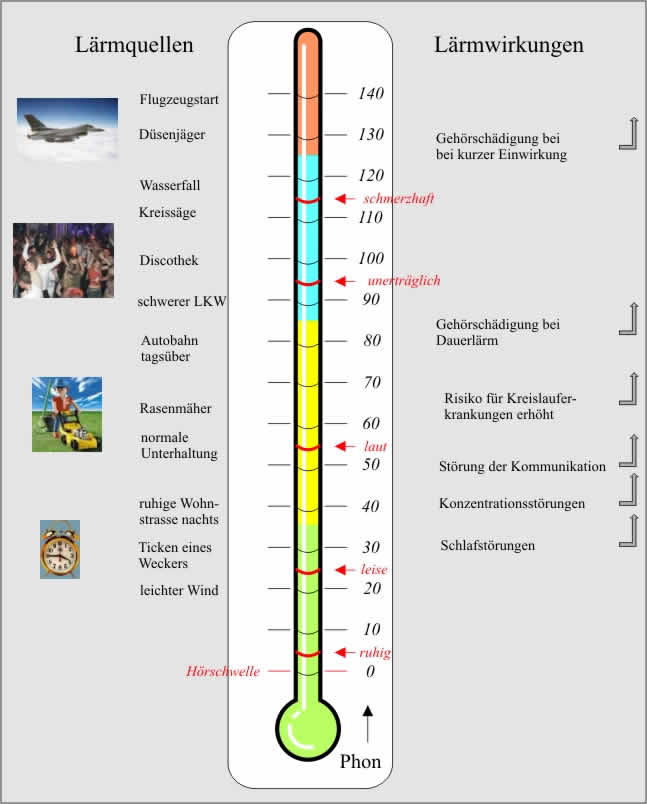 Lärmquellen
Flugzeugstart
Düsenjäger
Wasserfall
Kreissäge
Discothek
schwerer LKW
Autobahn
tagsüber
Rasenmäher
normale
Unterhaltung
ruhige Wohn-
strasse nachts
Ticken eines
Weckers
leichter Wind
Hörschwelle
140
130
120
schmerzhaft
110
100
unerträglich
90
80
70
60
laut
50
40
30
leise
20
10
ruhig
0
Phon
Lärmwirkungen
Gehörschädigung bei
bei kurzer Einwirkung
Gehörschädigung bei
Dauerlärm
Risiko für Kreislaufer-
krankungen erhöht
Störung der Kommunikation
Konzentrationsstörungen
Schlafstörungen